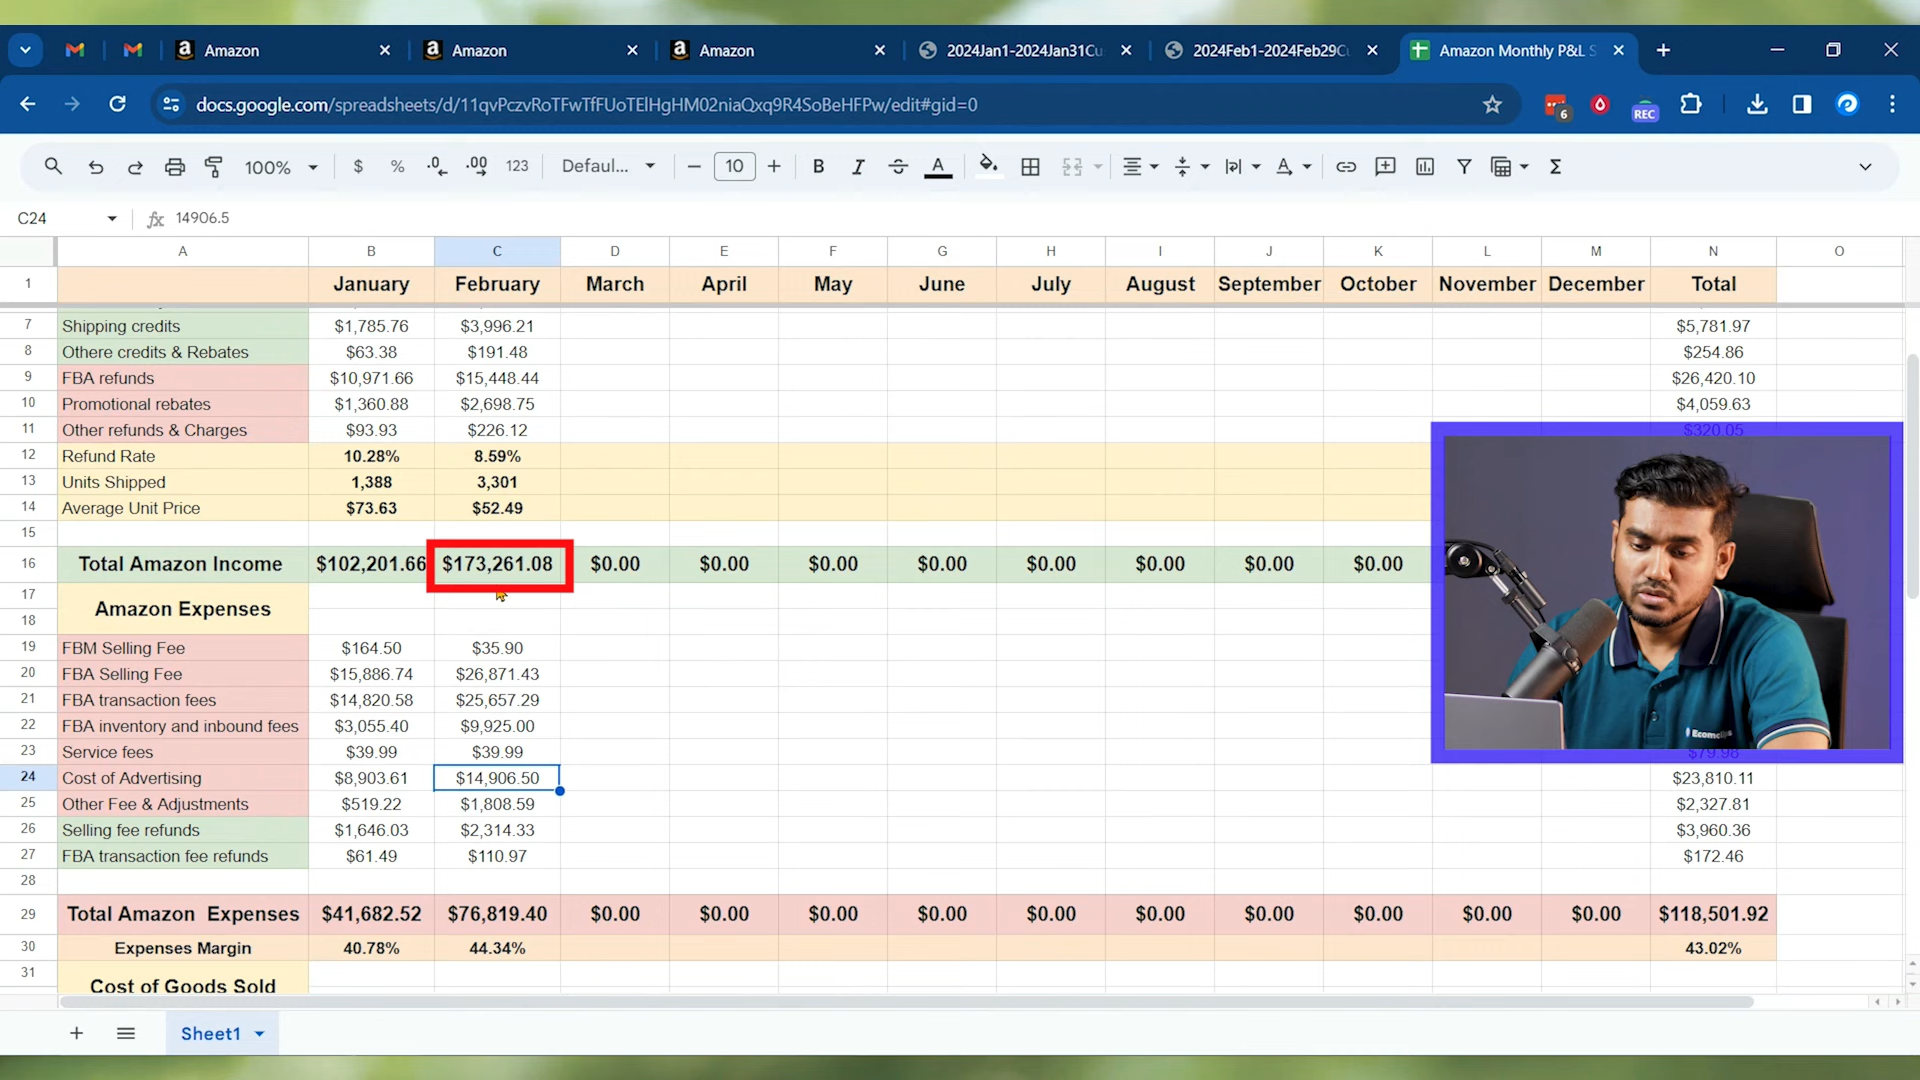 Amazon
Amazon
Amazon
2024Jan1-2024Jan31Cu
2024Feb1-2024Feb29Cu
Amazon Monthly P&L S
docs.google.com/spreadsheets/d/11qvPczvRoTFwTfFUoTElHgHM02niaQxq9R4SoBeHFPw/edit#gid=0
6
REC
100%
$ % .0 .00 123
Defaul...
10
B I S A
C24
fx 14906.5
A B C D E F G H I J K L M N O
1 January February March April May June July August September October November December Total
7 Shipping credits $1,785.76 $3,996.21 $5,781.97
8 Othere credits & Rebates $63.38 $191.48 $254.86
9 FBA refunds $10,971.66 $15,448.44 $26,420.10
10 Promotional rebates $1,360.88 $2,698.75 $4,059.63
11 Other refunds & Charges $93.93 $226.12 $320.05
12 Refund Rate 10.28% 8.59%
13 Units Shipped 1,388 3,301
14 Average Unit Price $73.63 $52.49
15
16 Total Amazon Income $102,201.66 $173,261.08 $0.00 $0.00 $0.00 $0.00 $0.00 $0.00 $0.00 $0.00
17
Amazon Expenses
18
19 FBM Selling Fee $164.50 $35.90
20 FBA Selling Fee $15,886.74 $26,871.43
21 FBA transaction fees $14,820.58 $25,657.29
22 FBA inventory and inbound fees $3,055.40 $9,925.00
23 Service fees $39.99 $39.99 $79.98
24 Cost of Advertising $8,903.61 $14,906.50 $23,810.11
25 Other Fee & Adjustments $519.22 $1,808.59 $2,327.81
26 Selling fee refunds $1,646.03 $2,314.33 $3,960.36
27 FBA transaction fee refunds $61.49 $110.97 $172.46
28
29 Total Amazon Expenses $41,682.52 $76,819.40 $0.00 $0.00 $0.00 $0.00 $0.00 $0.00 $0.00 $0.00 $0.00 $0.00 $118,501.92
30 Expenses Margin 40.78% 44.34% 43.02%
31
Cost of Goods Sold
Ecomclips
Sheet1